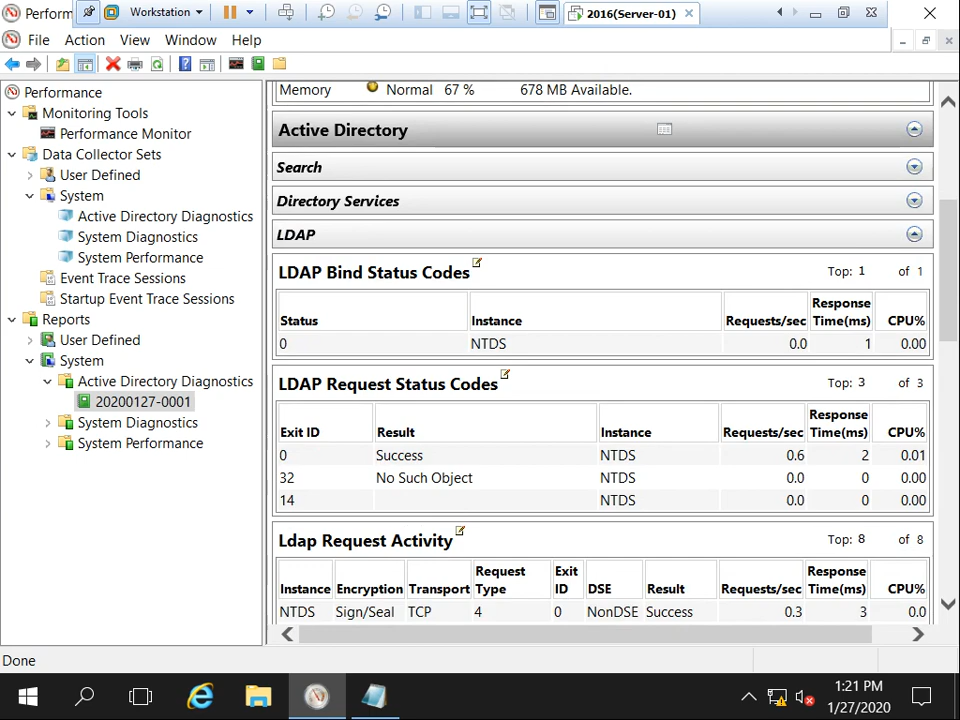 Perform
Workstation
2016(Server-01)
File Action View Window Help
Performance
Monitoring Tools
Performance Monitor
Data Collector Sets
User Defined
System
Active Directory Diagnostics
System Diagnostics
System Performance
Event Trace Sessions
Startup Event Trace Sessions
Reports
User Defined
System
Active Directory Diagnostics
20200127-0001
System Diagnostics
System Performance
Memory Normal 67 % 678 MB Available.
Active Directory
Search
Directory Services
LDAP
LDAP Bind Status Codes Top: 1 of 1
Status Instance Requests/sec Response Time(ms) CPU%
0 NTDS 0.0 1 0.00
LDAP Request Status Codes Top: 3 of 3
Exit ID Result Instance Requests/sec Response Time(ms) CPU%
0 Success NTDS 0.6 2 0.01
32 No Such Object NTDS 0.0 0 0.00
14 NTDS 0.0 0 0.00
Ldap Request Activity Top: 8 of 8
Instance Encryption Transport Request Type Exit ID DSE Result Requests/sec Response Time(ms) CPU%
NTDS Sign/Seal TCP 4 0 NonDSE Success 0.3 3 0.0
Done
1:21 PM
1/27/2020